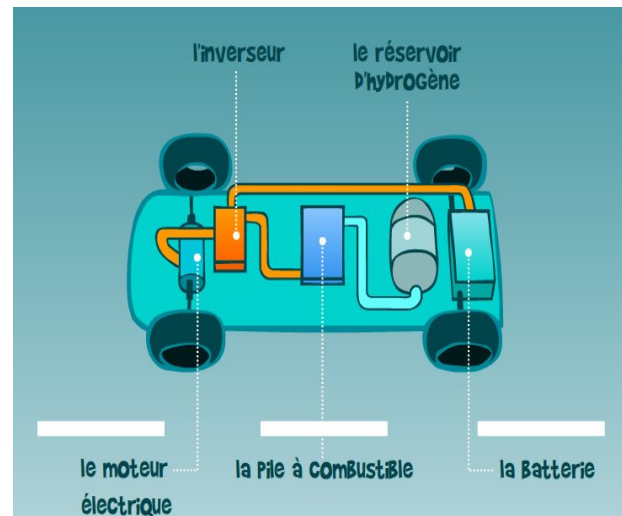 l'inverseur
le réservoir
d'hydrogène
le moteur
électrique
la pile à combustible
la batterie